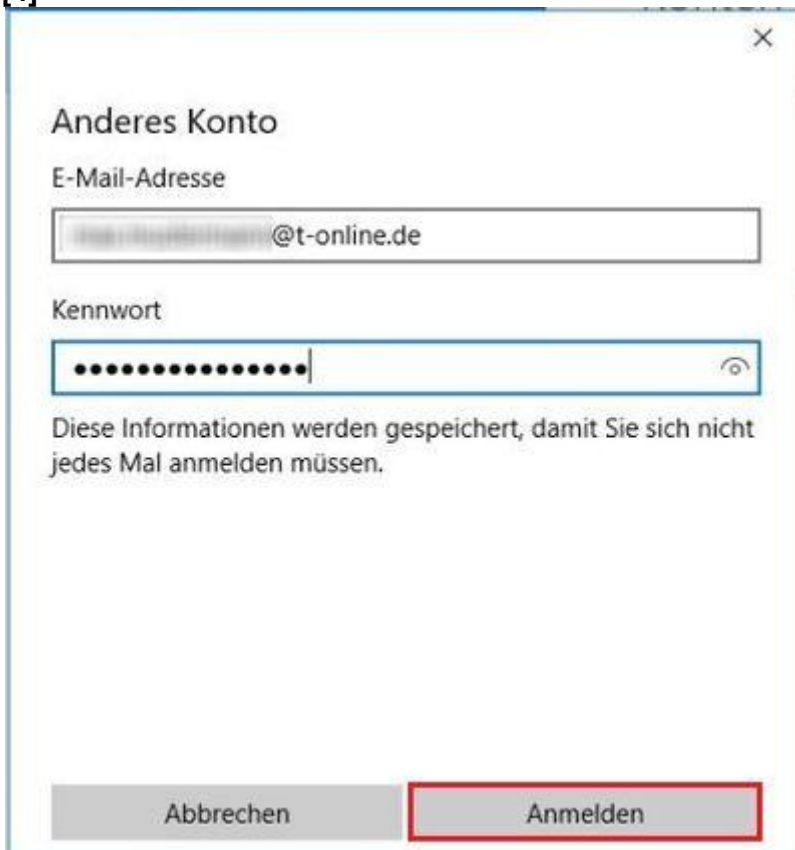 [4]
Anderes Konto
E-Mail-Adresse
@t-online.de
Kennwort
Diese Informationen werden gespeichert, damit Sie sich nicht
jedes Mal anmelden müssen.
Abbrechen
Anmelden